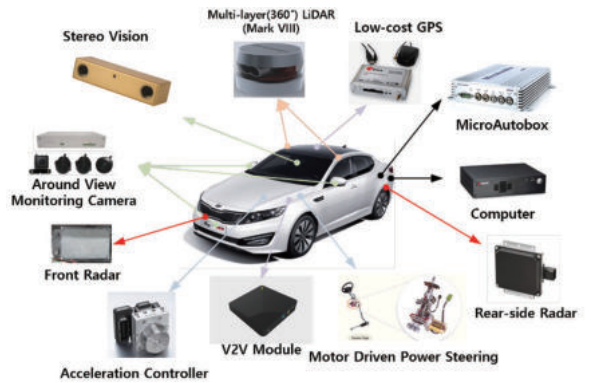 Multi-layer(360˚) LiDAR
(Mark VIII)
Low-cost GPS
Stereo Vision
MicroAutobox
Around View
Monitoring Camera
Computer
Front Radar
Rear-side Radar
V2V Module
Motor Driven Power Steering
Acceleration Controller